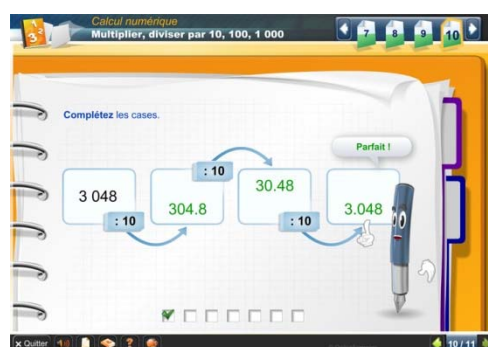 Calcul numérique
Multiplier, diviser par 10, 100, 1 000
7 8 9 10
Complétez les cases.
Parfait !
: 10
30.48
3 048
304.8
3.048
: 10
: 10
x Quitter
?
10 / 11